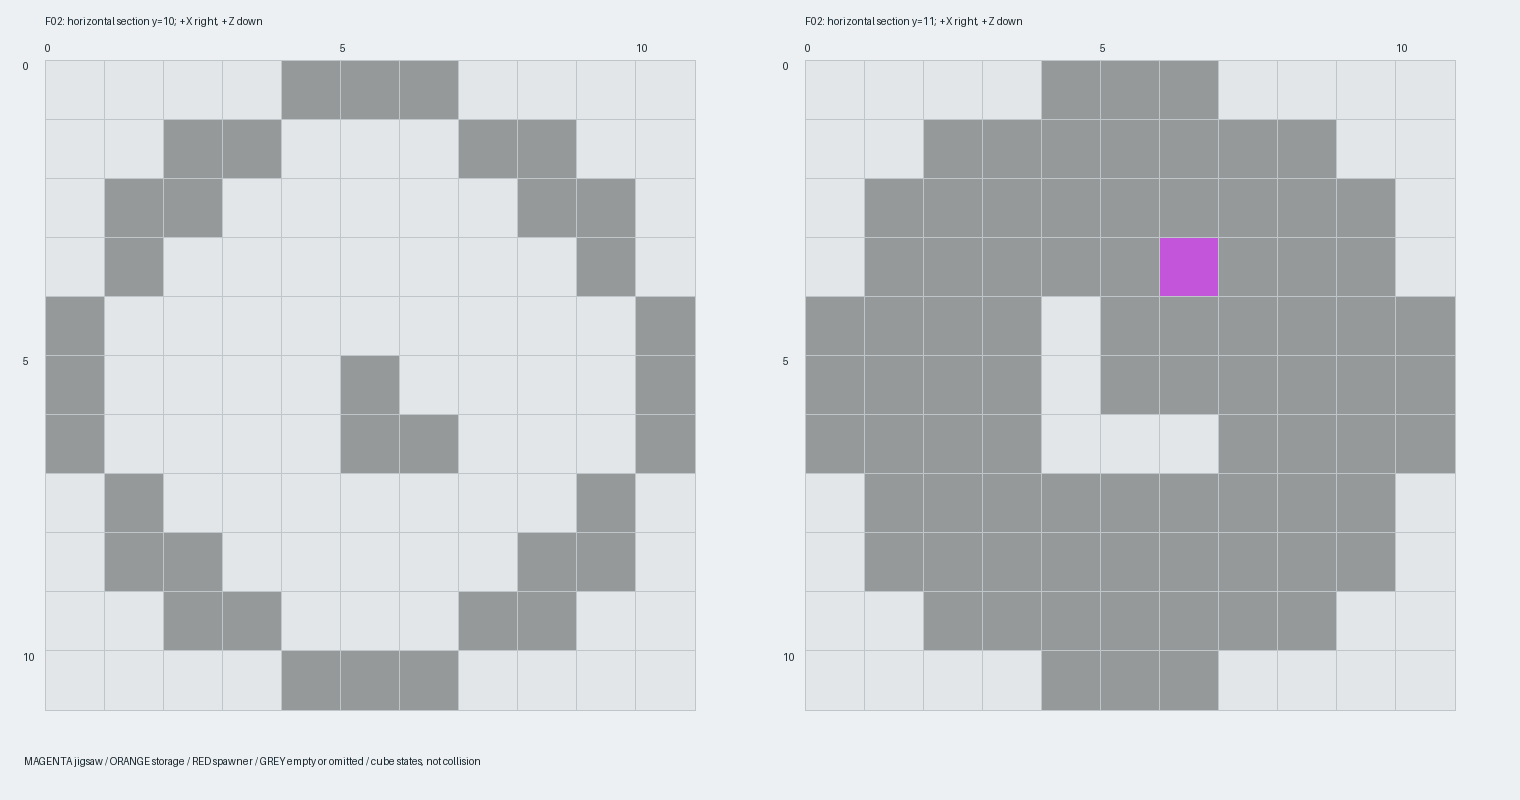 F02: horizontal section y=10; +X right, +Z down
F02: horizontal section y=11; +X right, +Z down
0 5 10
0 5 10
0
0
5
5
10
10
MAGENTA jigsaw / ORANGE storage / RED spawner / GREY empty or omitted / cube states, not collision